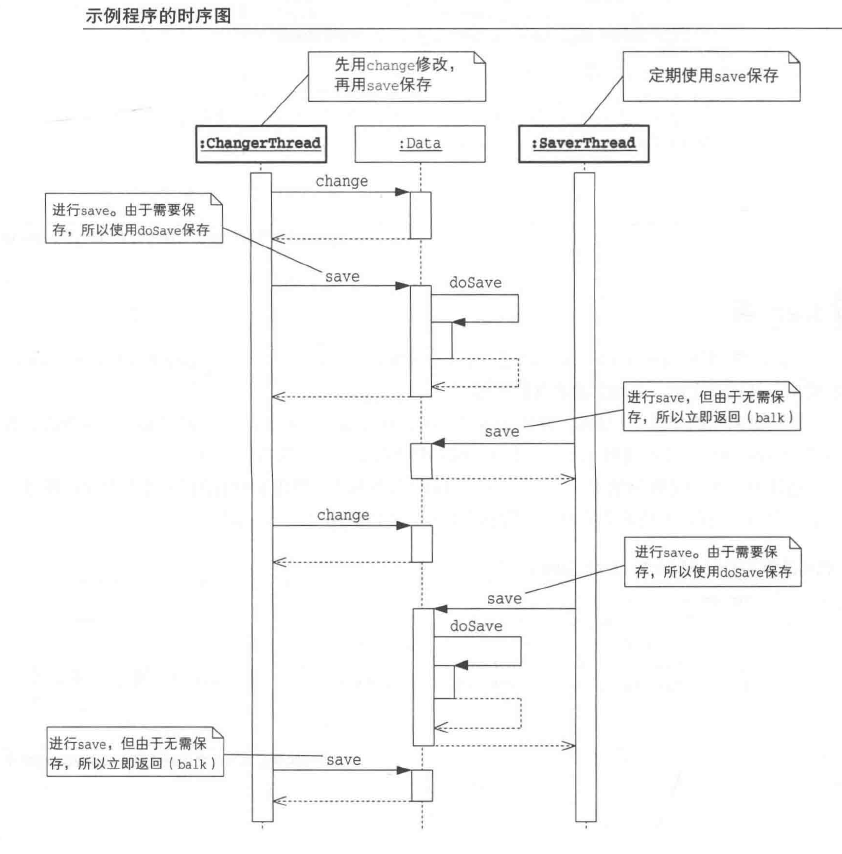 示例程序的时序图
先用change修改，
再用save保存
定期使用save保存
:ChangerThread
:Data
:SaverThread
change
进行save。由于需要保
存，所以使用doSave保存
save
doSave
进行save，但由于无需保
存，所以立即返回（balk）
save
change
进行save。由于需要保
存，所以使用doSave保存
save
doSave
进行save，但由于无需保
存，所以立即返回（balk）
save